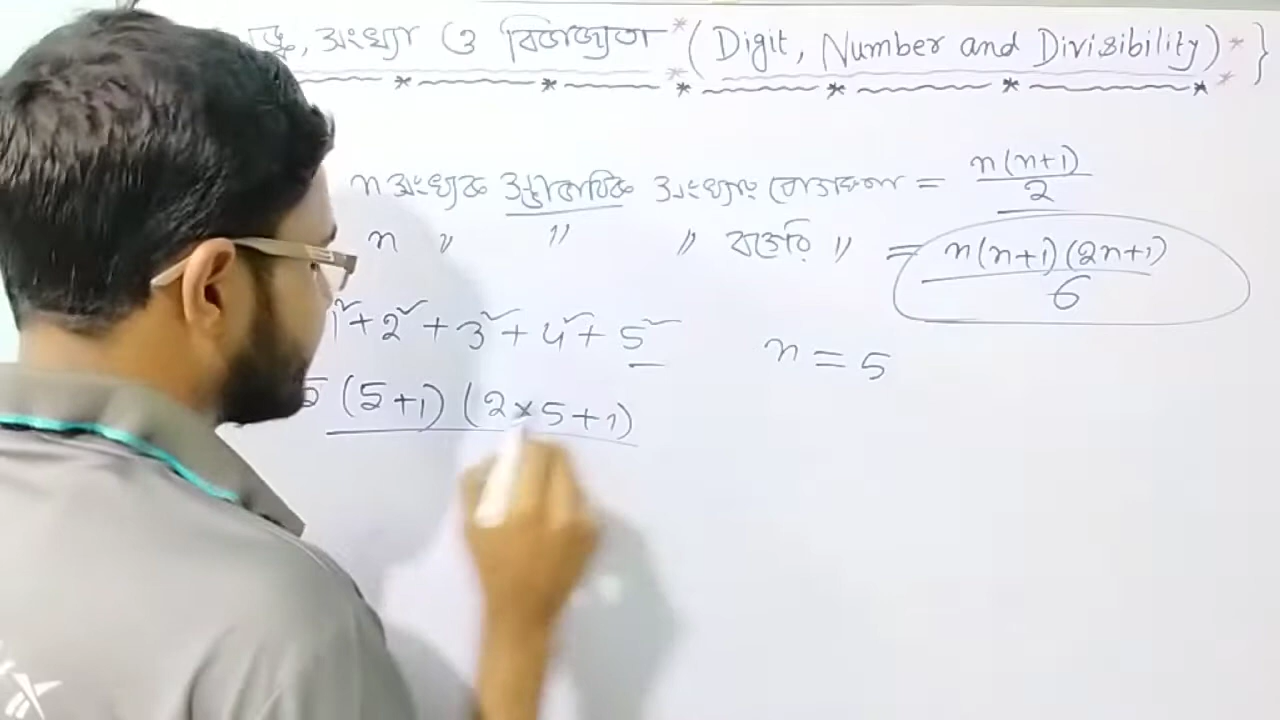 , সংখ্যা ও বিভাজ্যতা * ( Digit, Number and Divisibility ) * }
n সংখ্যক স্বাভাবিক সংখ্যার যোগফল = n(n+1)/2
n " " " বর্গের " = n(n+1)(2n+1)/6
1² + 2² + 3² + 4² + 5² n = 5
5 (5+1) (2×5+1)